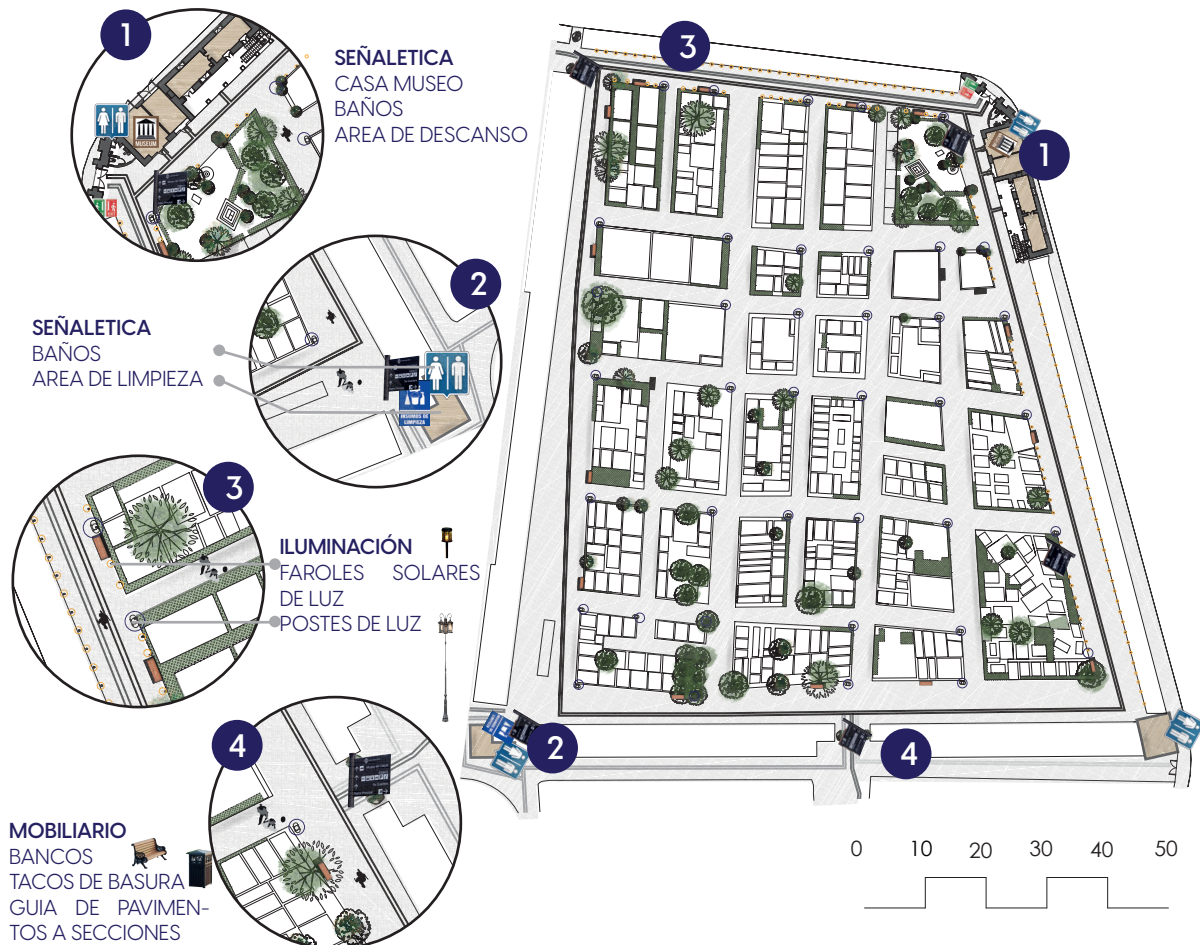 1
SEÑALETICA
CASA MUSEO
BAÑOS
AREA DE DESCANSO
MUSEUM
2
SEÑALETICA
BAÑOS
AREA DE LIMPIEZA
INSUMOS DE
LIMPIEZA
3
ILUMINACIÓN
FAROLES SOLARES
DE LUZ
POSTES DE LUZ
4
MOBILIARIO
BANCOS
TACOS DE BASURA
GUIA DE PAVIMEN-
TOS A SECCIONES
3
1
2
4
0 10 20 30 40 50